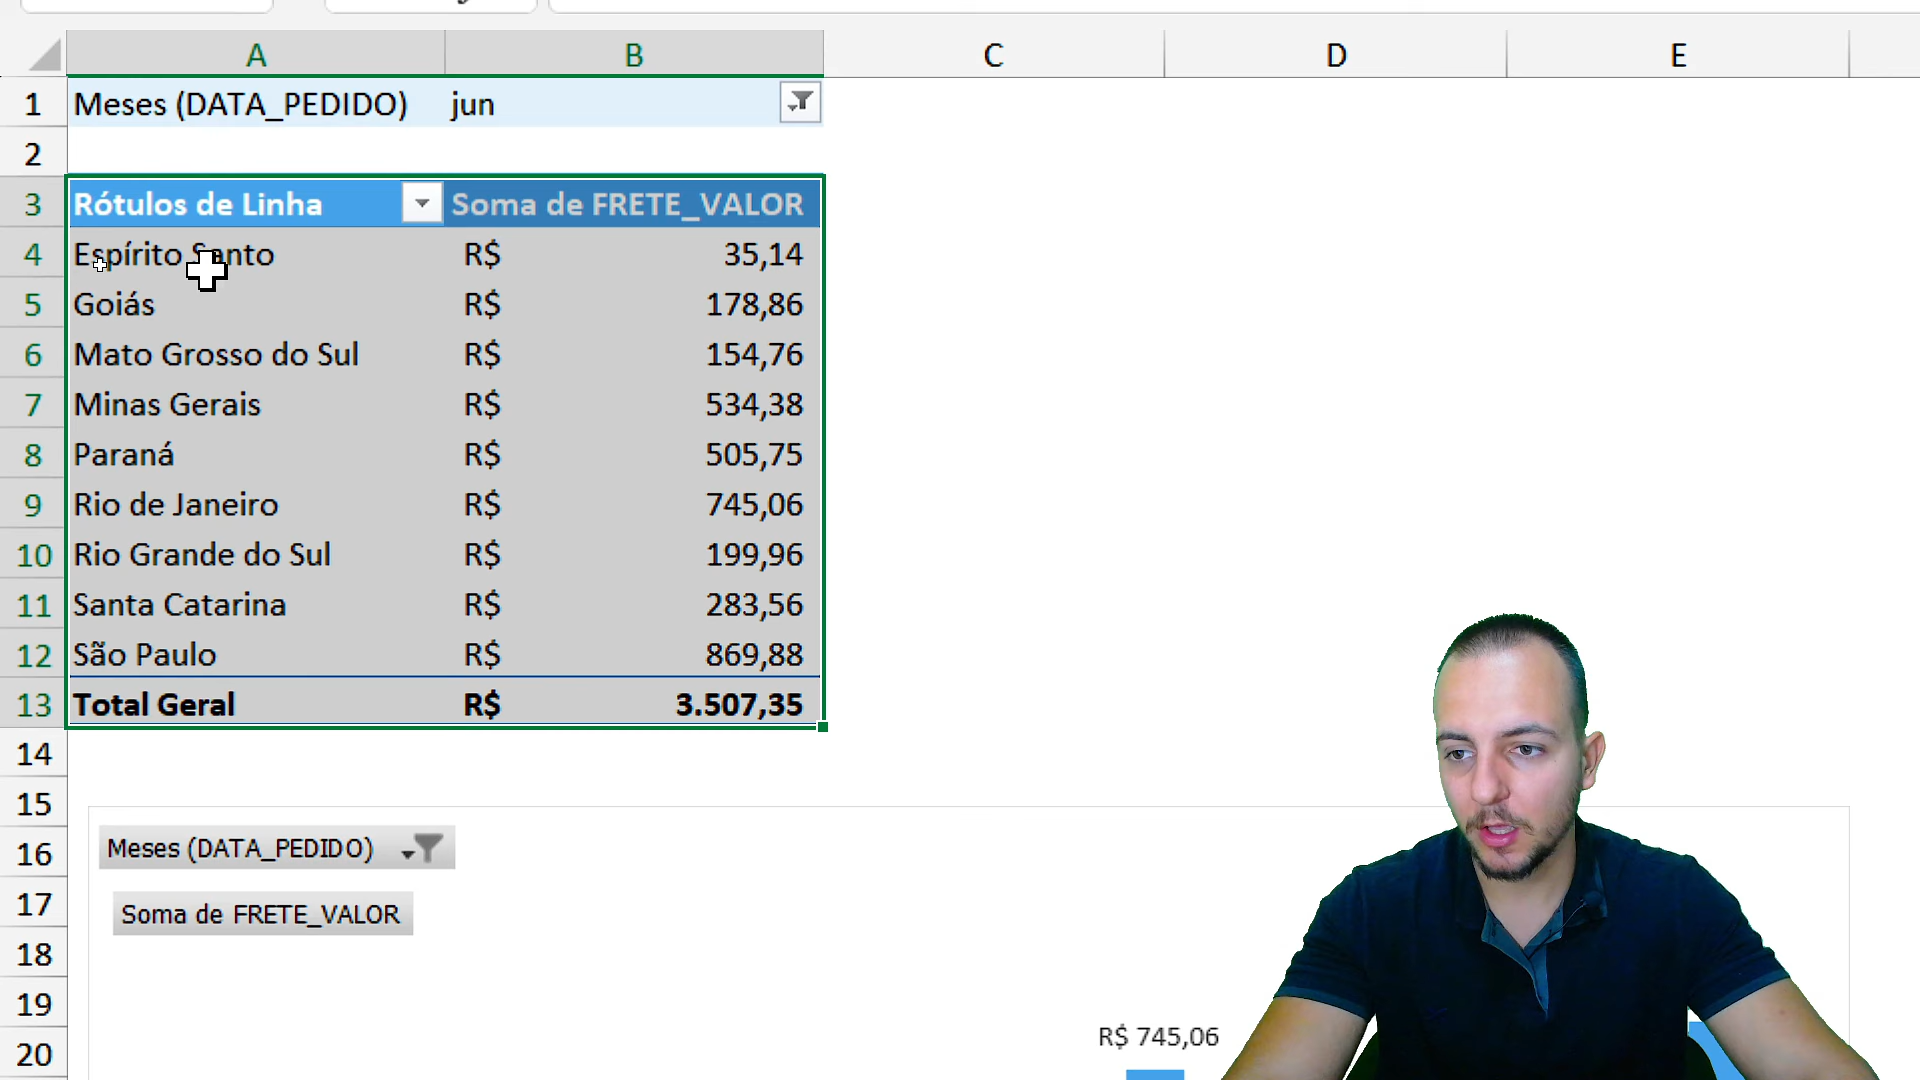 A B C D E
1 Meses (DATA_PEDIDO) jun
2
3 Rótulos de Linha Soma de FRETE_VALOR
4 Espírito Santo R$ 35,14
5 Goiás R$ 178,86
6 Mato Grosso do Sul R$ 154,76
7 Minas Gerais R$ 534,38
8 Paraná R$ 505,75
9 Rio de Janeiro R$ 745,06
10 Rio Grande do Sul R$ 199,96
11 Santa Catarina R$ 283,56
12 São Paulo R$ 869,88
13 Total Geral R$ 3.507,35
14
15
16 Meses (DATA_PEDIDO)
17 Soma de FRETE_VALOR
18
19
20 R$ 745,06